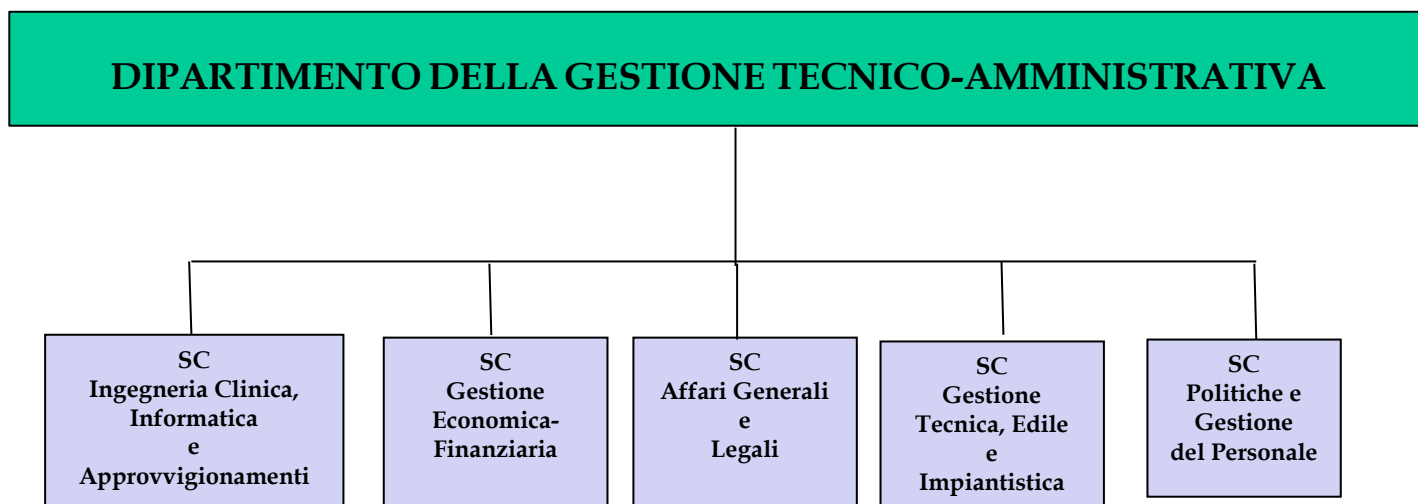 DIPARTIMENTO DELLA GESTIONE TECNICO-AMMINISTRATIVA
SC
Ingegneria Clinica,
Informatica
e
Approvvigionamenti
SC
Gestione
Economica-
Finanziaria
SC
Affari Generali
e
Legali
SC
Gestione
Tecnica, Edile
e
Impiantistica
SC
Politiche e
Gestione
del Personale